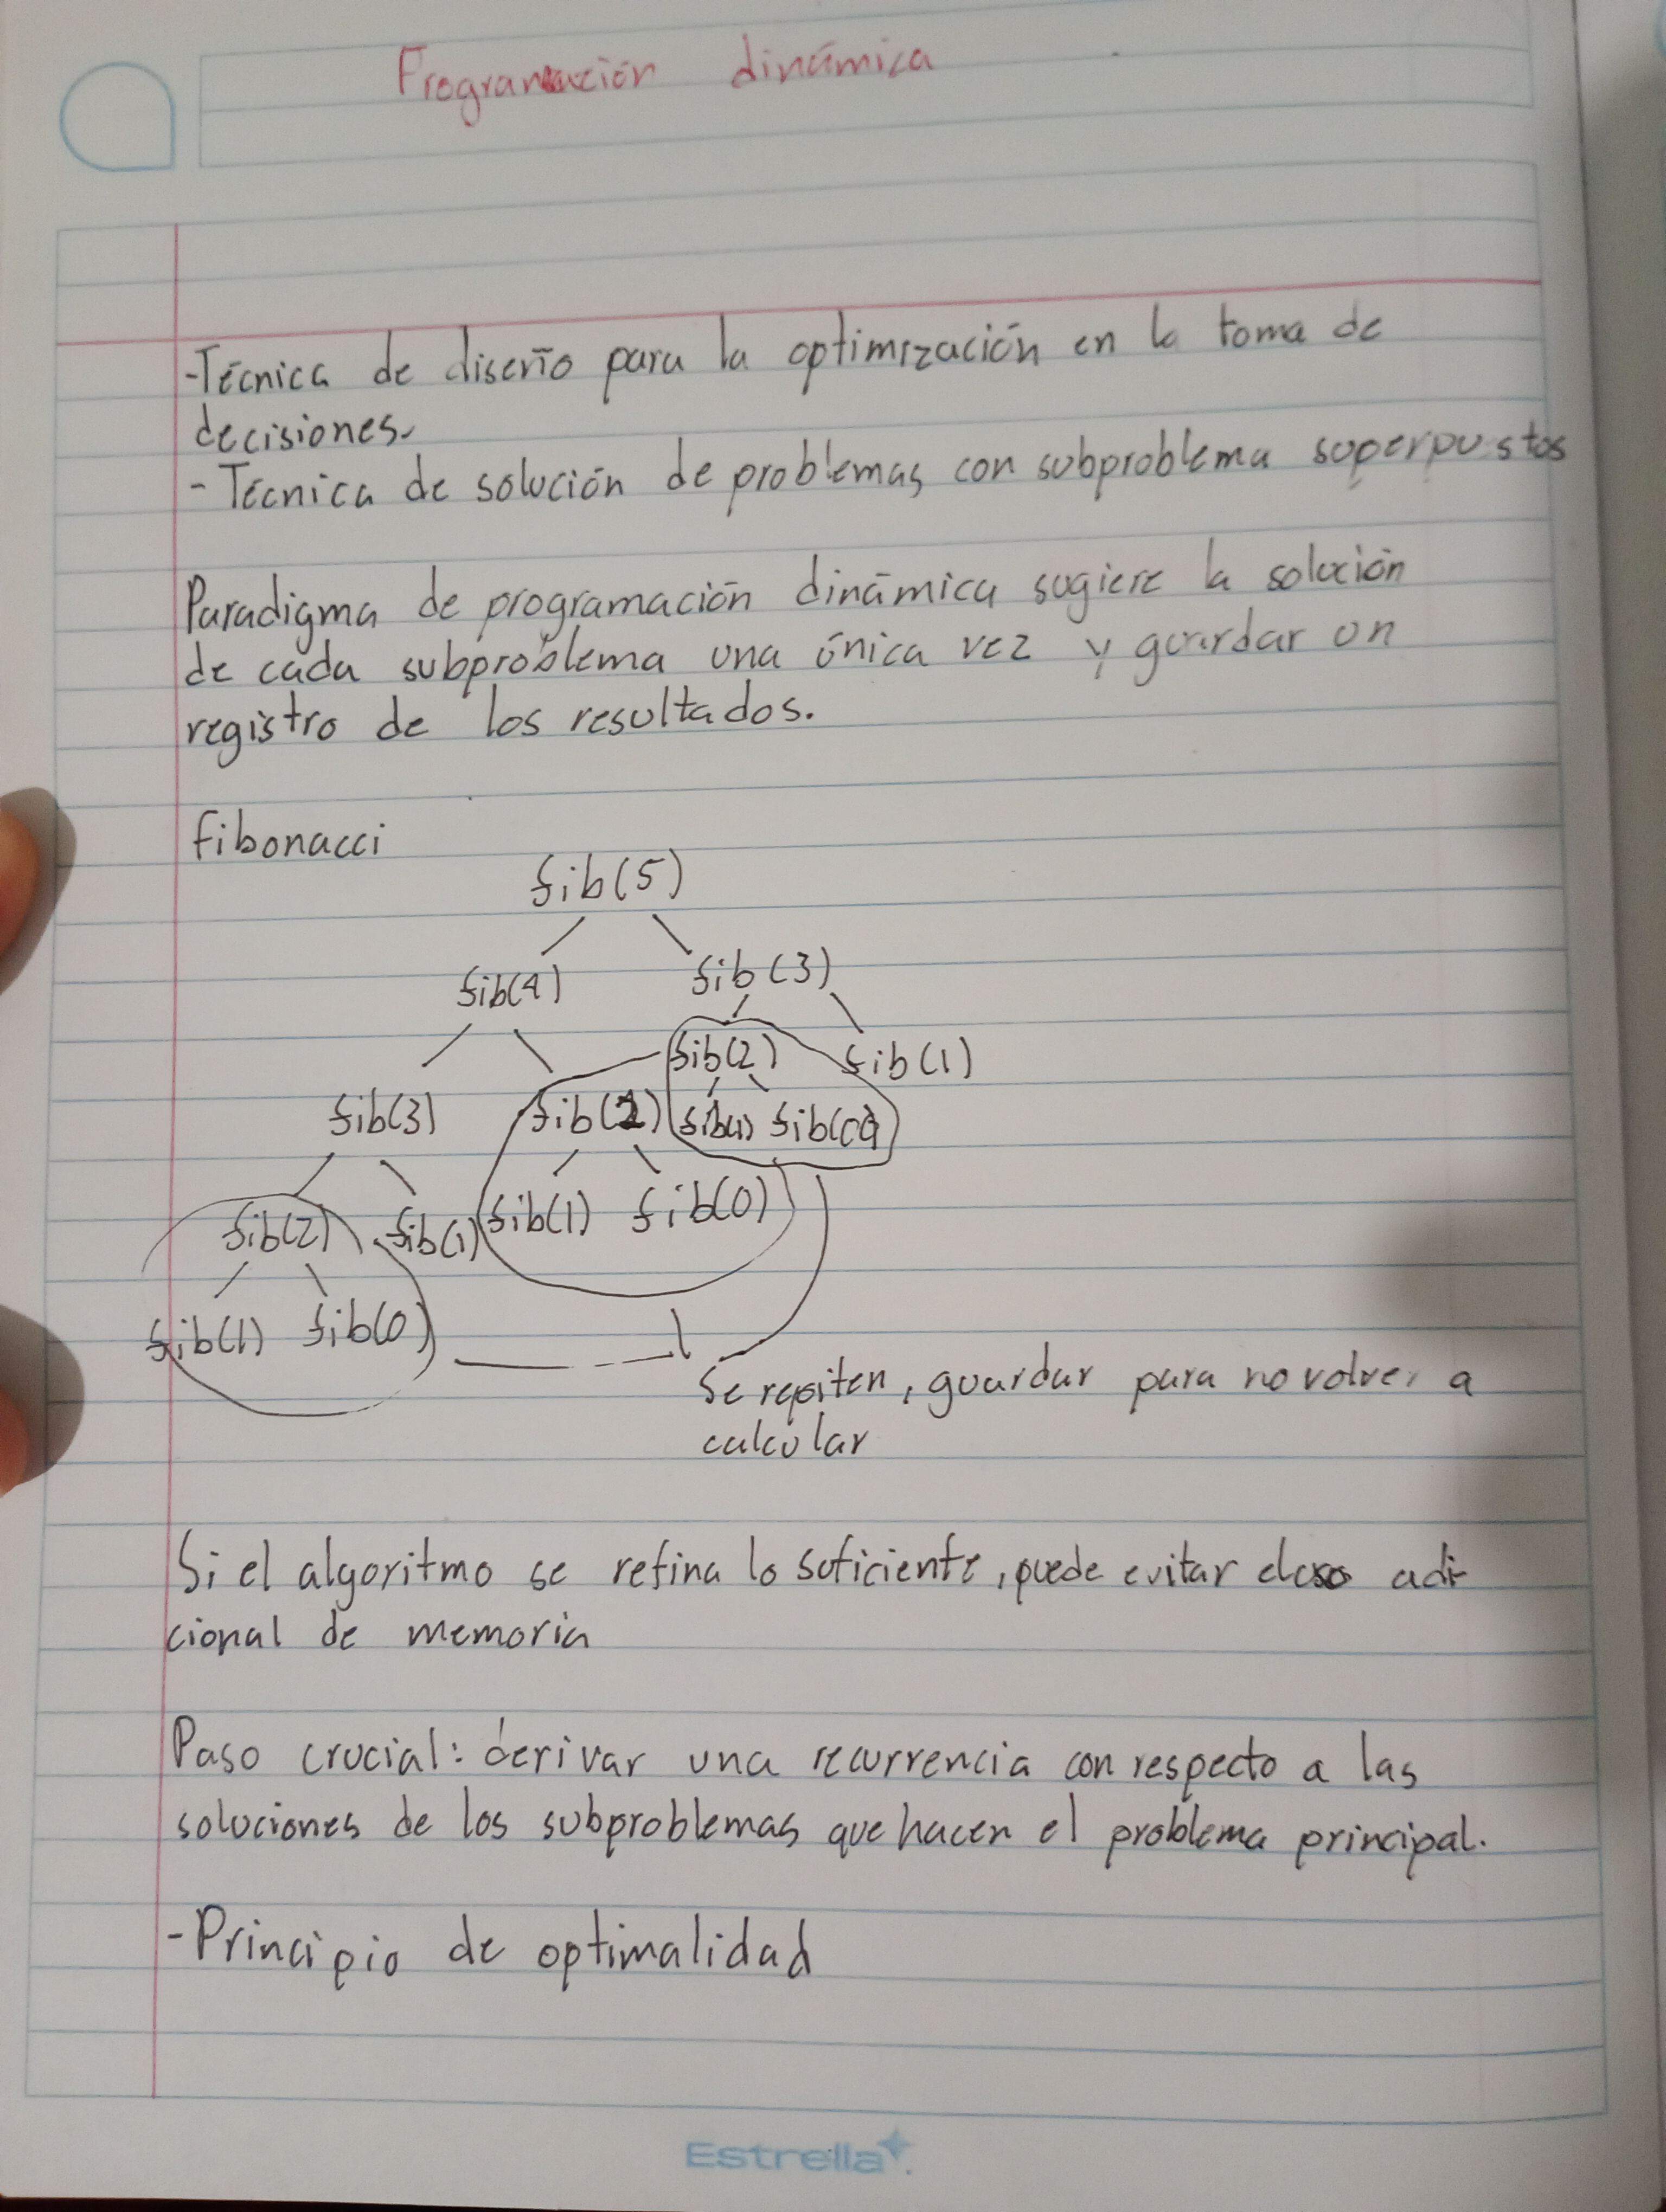 Programación dinámica
-Técnica de diseño para la optimización en la toma de
decisiones.
-Técnica de solución de problemas con subproblema superpuestos
Paradigma de programación dinámica sugiere la solución
de cada subproblema una única vez y guardar un
registro de los resultados.
fibonacci
fib(5)
fib(4) fib(3)
fib(2) fib(1)
fib(3) fib(2) fib(1) fib(0)
fib(2) fib(1) fib(1) fib(0)
fib(1) fib(0)
Se repiten, guardar para no volver a
calcular
Si el algoritmo se refina lo suficiente, puede evitar el uso adi-
cional de memoria
Paso crucial: derivar una recurrencia con respecto a las
soluciones de los subproblemas que hacen el problema principal.
-Principio de optimalidad
Estrella